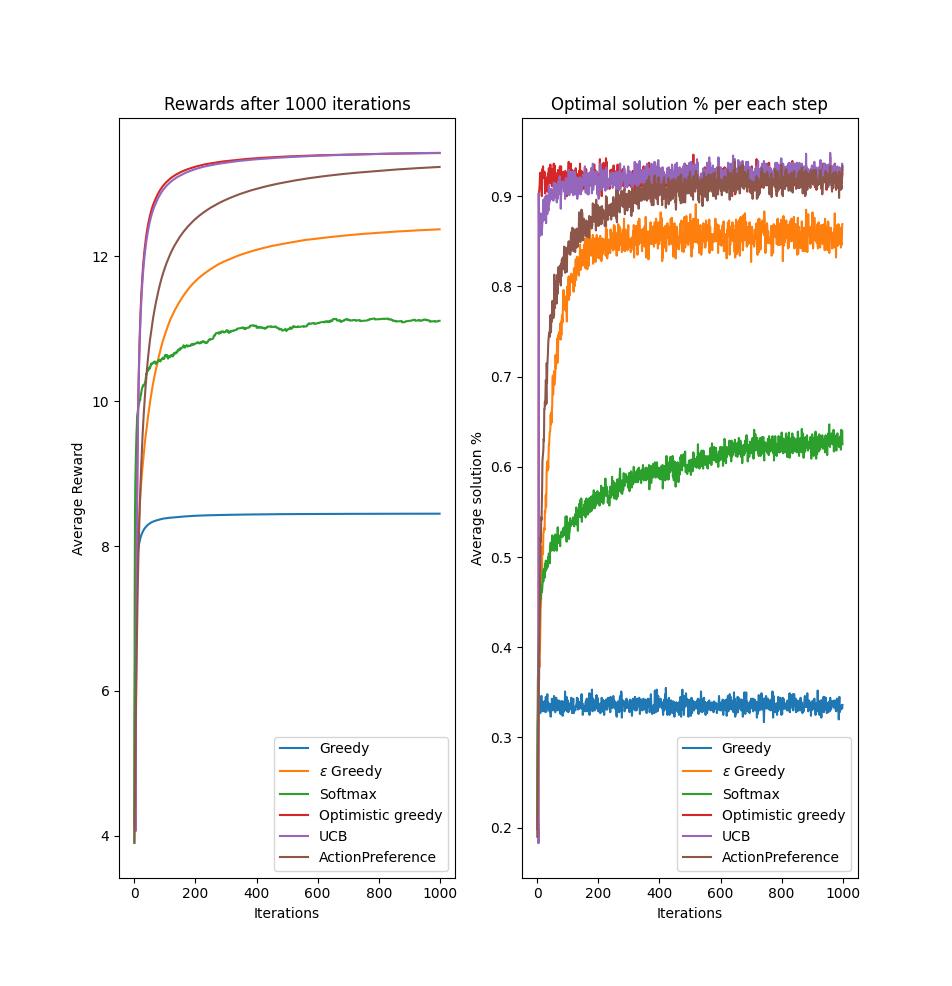 Rewards after 1000 iterations
Average Reward
12
10
8
6
4
0 200 400 600 800 1000
Iterations
Greedy
ε Greedy
Softmax
Optimistic greedy
UCB
ActionPreference
Optimal solution % per each step
Average solution %
0.9
0.8
0.7
0.6
0.5
0.4
0.3
0.2
0 200 400 600 800 1000
Iterations
Greedy
ε Greedy
Softmax
Optimistic greedy
UCB
ActionPreference